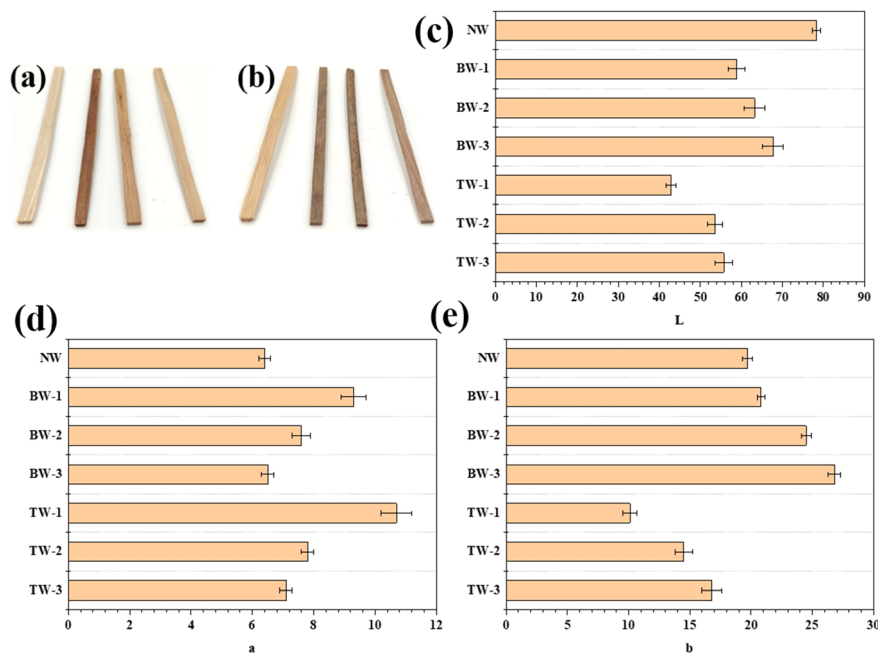 (a)
(b)
(c)
NW
BW-1
BW-2
BW-3
TW-1
TW-2
TW-3
0 10 20 30 40 50 60 70 80 90
L
(d)
NW
BW-1
BW-2
BW-3
TW-1
TW-2
TW-3
0 2 4 6 8 10 12
a
(e)
NW
BW-1
BW-2
BW-3
TW-1
TW-2
TW-3
0 5 10 15 20 25 30
b